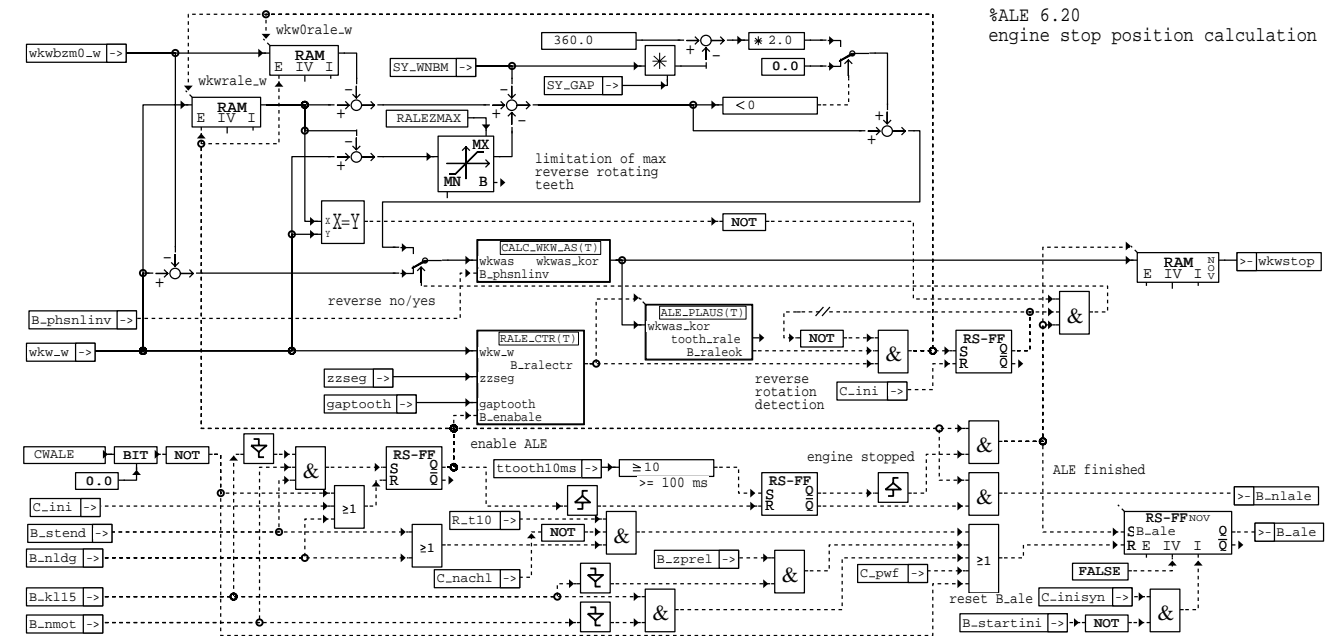 %ALE 6.20
engine stop position calculation
wkw0rale_w
wkwbzm0_w ->
RAM
E IV I
wkwrale_w
RAM
E IV I
360.0
* 2.0
0.0
SY_WNBM ->
*
SY_GAP ->
<0
RALEZMAX
MX
MN B
limitation of max
reverse rotating
teeth
X
Y
X=Y
NOT
CALC_WKW_AS(T)
wkwas wkwas_kor
B_phsnlinv
RAM
E IV I
NOV
>- wkwstop
reverse no/yes
B_phsnlinv ->
wkw_w ->
ALE_PLAUS(T)
wkwas_kor
tooth_rale
B_raleok
//
NOT
&
&
RS-FF
S Q
R Q
RALE_CTR(T)
wkw_w
B_ralectr
zzseg
gaptooth
B_enabale
zzseg ->
gaptooth ->
reverse
rotation
detection
C_ini ->
enable ALE
CWALE
BIT
NOT
0.0
&
RS-FF
S Q
R Q
ttooth10ms ->
≥10
>= 100 ms
engine stopped
RS-FF
S Q
R Q
&
&
ALE finished
>- B_nlale
C_ini ->
≥1
B_stend ->
R_t10 ->
NOT
&
B_nldg ->
≥1
C_nachl ->
B_zprel ->
&
C_pwf ->
≥1
RS-FF NOV
S B_ale Q
R E IV I Q
>- B_ale
FALSE
B_kl15 ->
&
reset B_ale
C_inisyn ->
&
B_nmot ->
B_startini ->
NOT